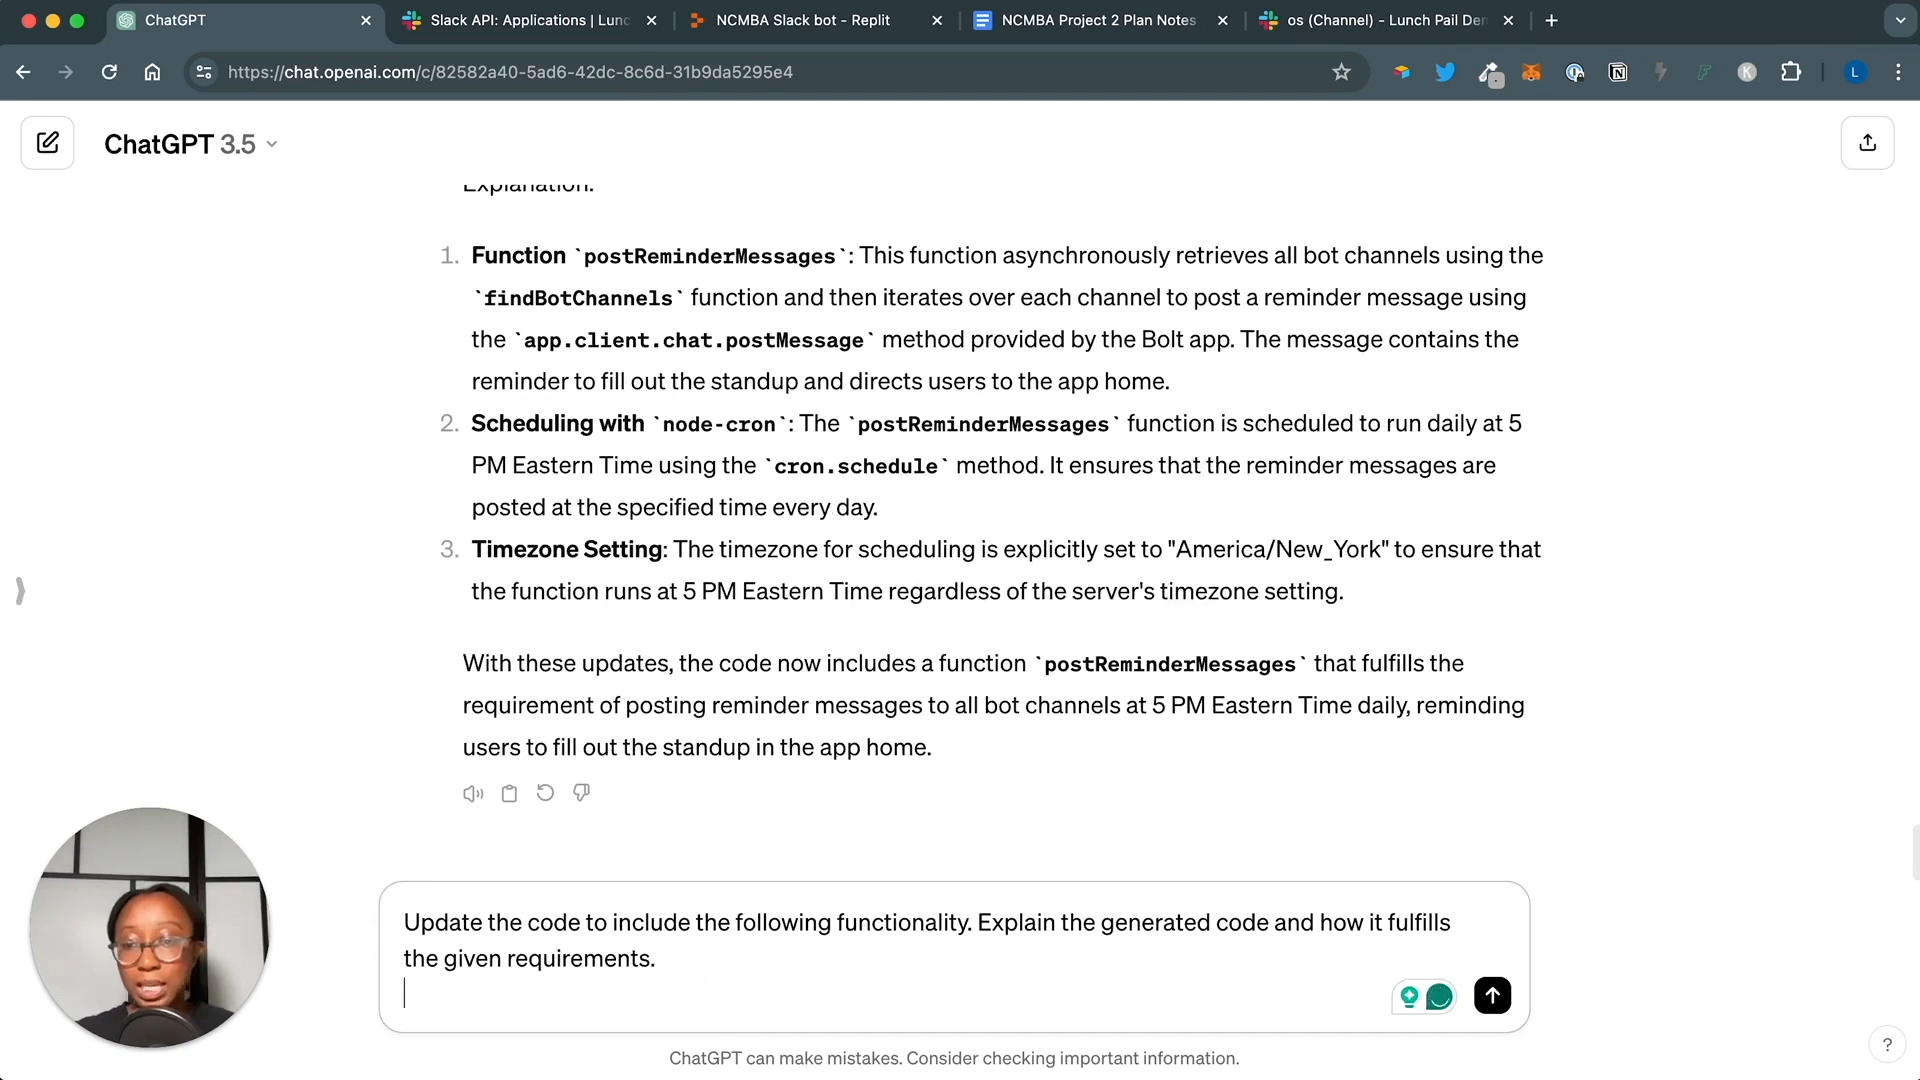 ChatGPT
Slack API: Applications | Lunc
NCMBA Slack bot - Replit
NCMBA Project 2 Plan Notes
os (Channel) - Lunch Pail Den
https://chat.openai.com/c/82582a40-5ad6-42dc-8c6d-31b9da5295e4
L
ChatGPT 3.5
Explanation:
1. Function `postReminderMessages`: This function asynchronously retrieves all bot channels using the
`findBotChannels` function and then iterates over each channel to post a reminder message using
the `app.client.chat.postMessage` method provided by the Bolt app. The message contains the
reminder to fill out the standup and directs users to the app home.
2. Scheduling with `node-cron`: The `postReminderMessages` function is scheduled to run daily at 5
PM Eastern Time using the `cron.schedule` method. It ensures that the reminder messages are
posted at the specified time every day.
3. Timezone Setting: The timezone for scheduling is explicitly set to "America/New_York" to ensure that
the function runs at 5 PM Eastern Time regardless of the server's timezone setting.
With these updates, the code now includes a function `postReminderMessages` that fulfills the
requirement of posting reminder messages to all bot channels at 5 PM Eastern Time daily, reminding
users to fill out the standup in the app home.
Update the code to include the following functionality. Explain the generated code and how it fulfills
the given requirements.
ChatGPT can make mistakes. Consider checking important information.
?